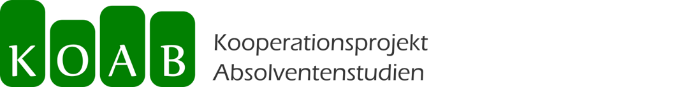 KOAB
Kooperationsprojekt
Absolventenstudien